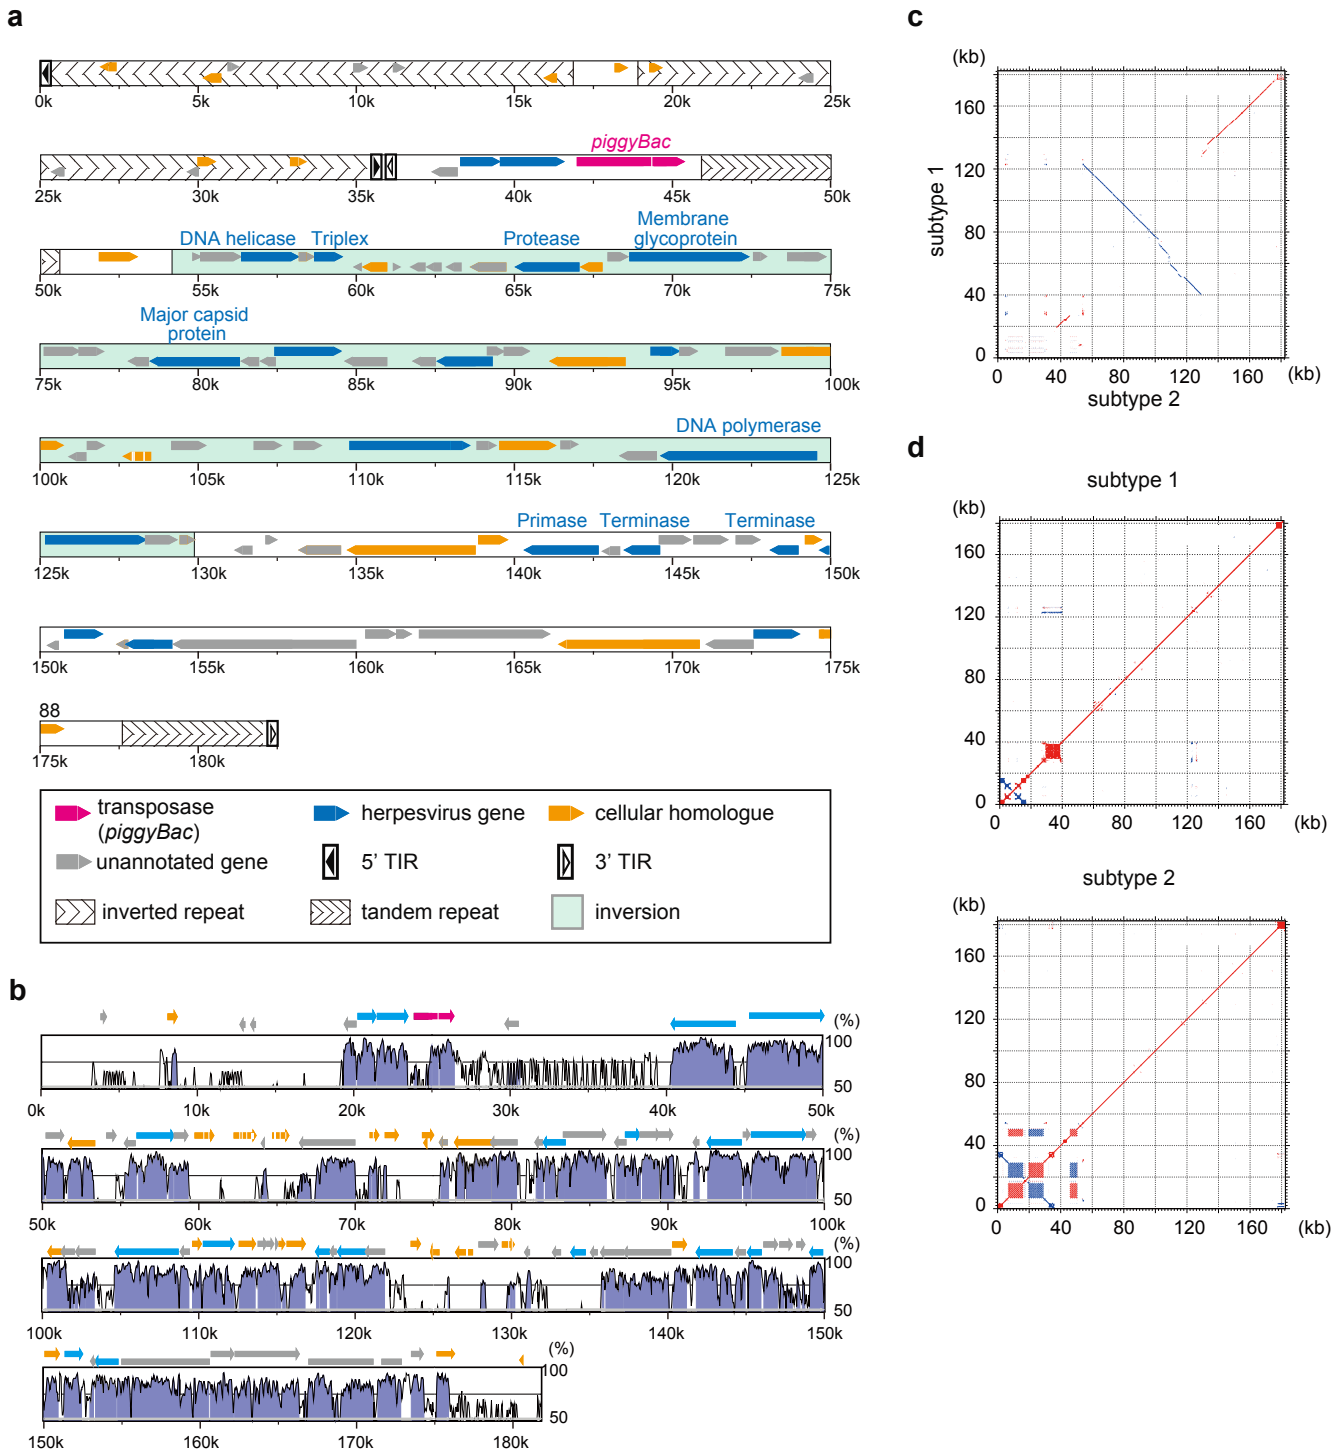 a
0k 5k 10k 15k 20k 25k
piggyBac
25k 30k 35k 40k 45k 50k
Membrane
DNA helicase Triplex Protease glycoprotein
50k 55k 60k 65k 70k 75k
Major capsid
protein
75k 80k 85k 90k 95k 100k
DNA polymerase
100k 105k 110k 115k 120k 125k
Primase Terminase Terminase
125k 130k 135k 140k 145k 150k
150k 155k 160k 165k 170k 175k
88
175k 180k
transposase
(piggyBac)
herpesvirus gene
cellular homologue
unannotated gene
5’ TIR
3’ TIR
inverted repeat
tandem repeat
inversion
b
(%)
100
50
0k 10k 20k 30k 40k 50k
(%)
100
50
50k 60k 70k 80k 90k 100k
(%)
100
50
100k 110k 120k 130k 140k 150k
(%)
100
50
150k 160k 170k 180k
c
(kb)
160
120
80
40
0
subtype 1
0 40 80 120 160 (kb)
subtype 2
d
subtype 1
(kb)
160
120
80
40
0
0 40 80 120 160 (kb)
subtype 2
(kb)
160
120
80
40
0
0 40 80 120 160 (kb)